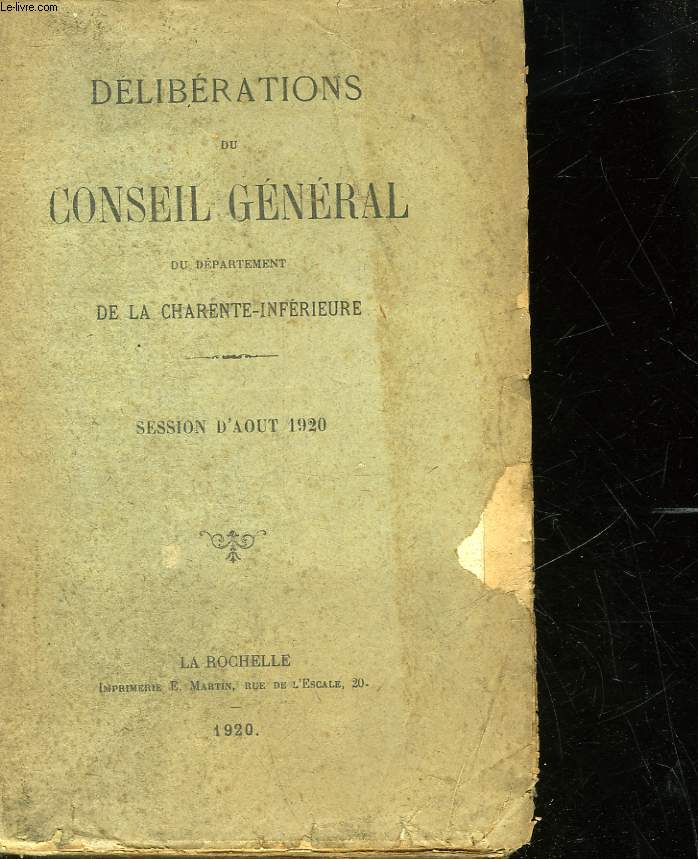 Le-livre.com
DÉLIBÉRATIONS
DU
CONSEIL GÉNÉRAL
DU DÉPARTEMENT
DE LA CHARENTE-INFÉRIEURE
SESSION D'AOUT 1920
LA ROCHELLE
IMPRIMERIE E. MARTIN, RUE DE L'ESCALE, 20-
1920.